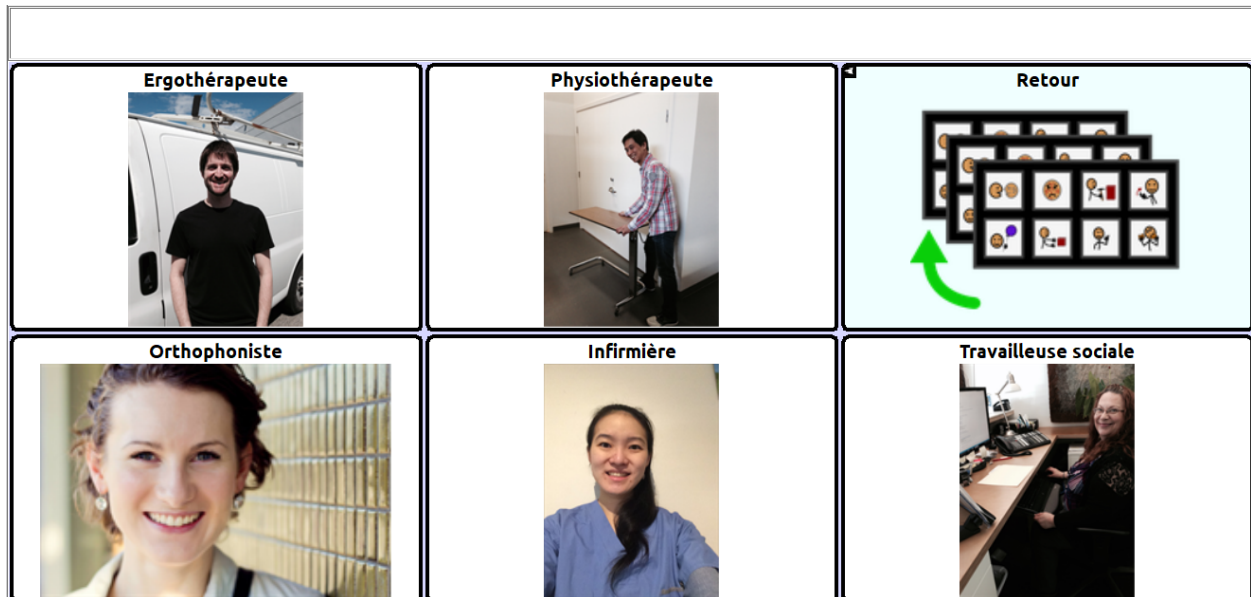 Ergothérapeute
Physiothérapeute
Retour
Orthophoniste
Infirmière
Travailleuse sociale